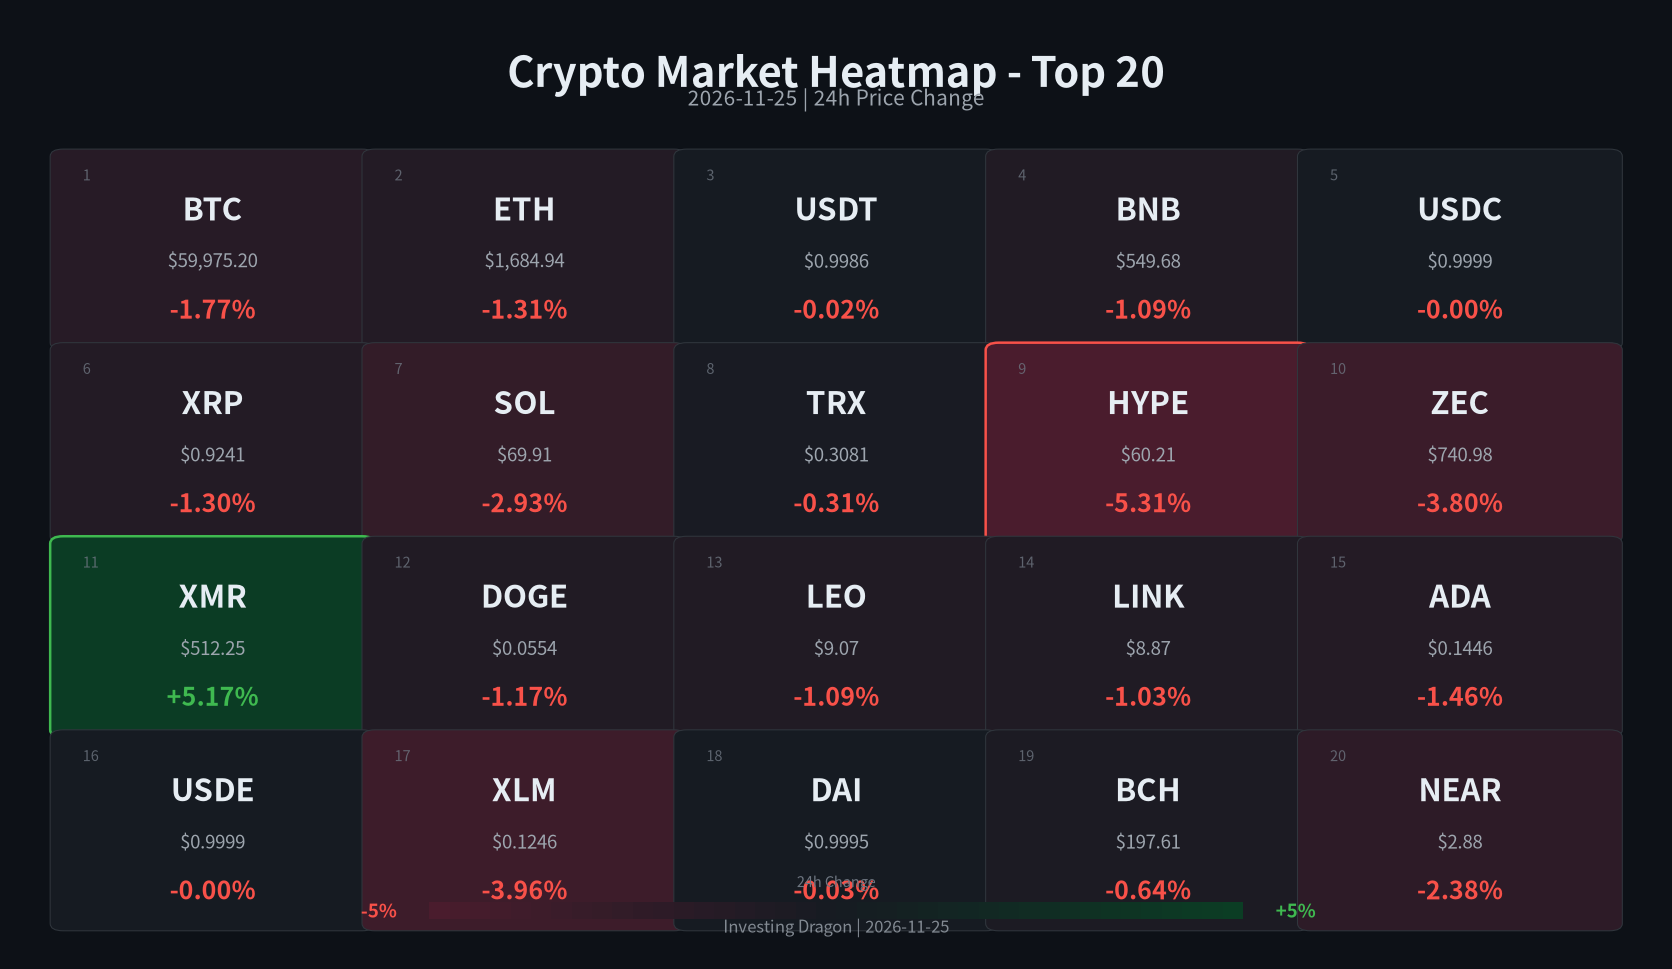 Crypto Market Heatmap - Top 20
2026-11-25 | 24h Price Change
1
BTC
$59,975.20
-1.77%
2
ETH
$1,684.94
-1.31%
3
USDT
$0.9986
-0.02%
4
BNB
$549.68
-1.09%
5
USDC
$0.9999
-0.00%
6
XRP
$0.9241
-1.30%
7
SOL
$69.91
-2.93%
8
TRX
$0.3081
-0.31%
9
HYPE
$60.21
-5.31%
10
ZEC
$740.98
-3.80%
11
XMR
$512.25
+5.17%
12
DOGE
$0.0554
-1.17%
13
LEO
$9.07
-1.09%
14
LINK
$8.87
-1.03%
15
ADA
$0.1446
-1.46%
16
USDE
$0.9999
-0.00%
17
XLM
$0.1246
-3.96%
18
DAI
$0.9995
-0.03%
19
BCH
$197.61
-0.64%
20
NEAR
$2.88
-2.38%
24h Change
-5%
+5%
Investing Dragon | 2026-11-25